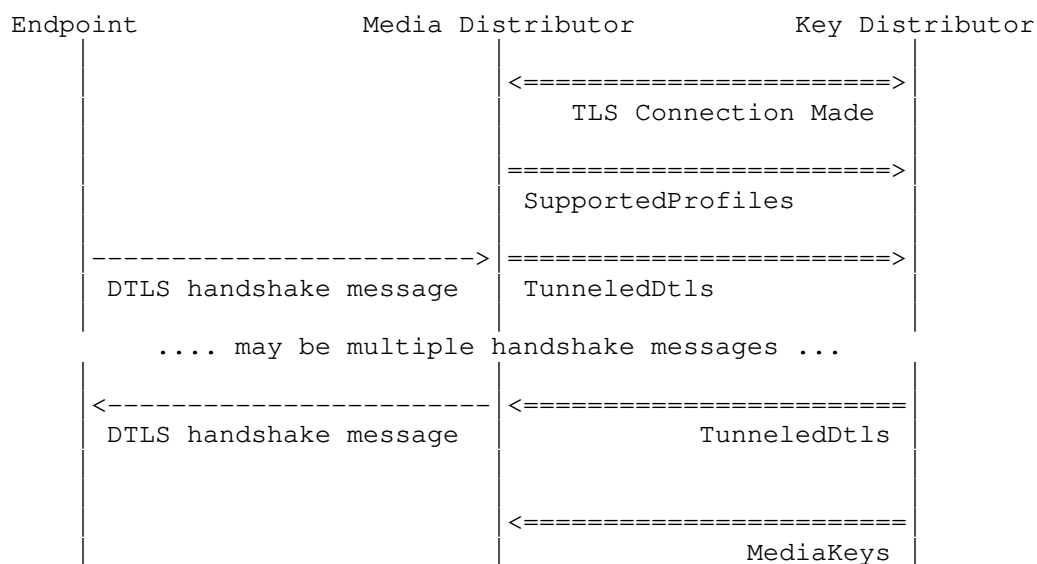 Endpoint Media Distributor Key Distributor
<=======================>
TLS Connection Made
========================>
SupportedProfiles
------------------------> ========================>
DTLS handshake message TunneledDtls
.... may be multiple handshake messages ...
<------------------------ <========================
DTLS handshake message TunneledDtls
<========================
MediaKeys